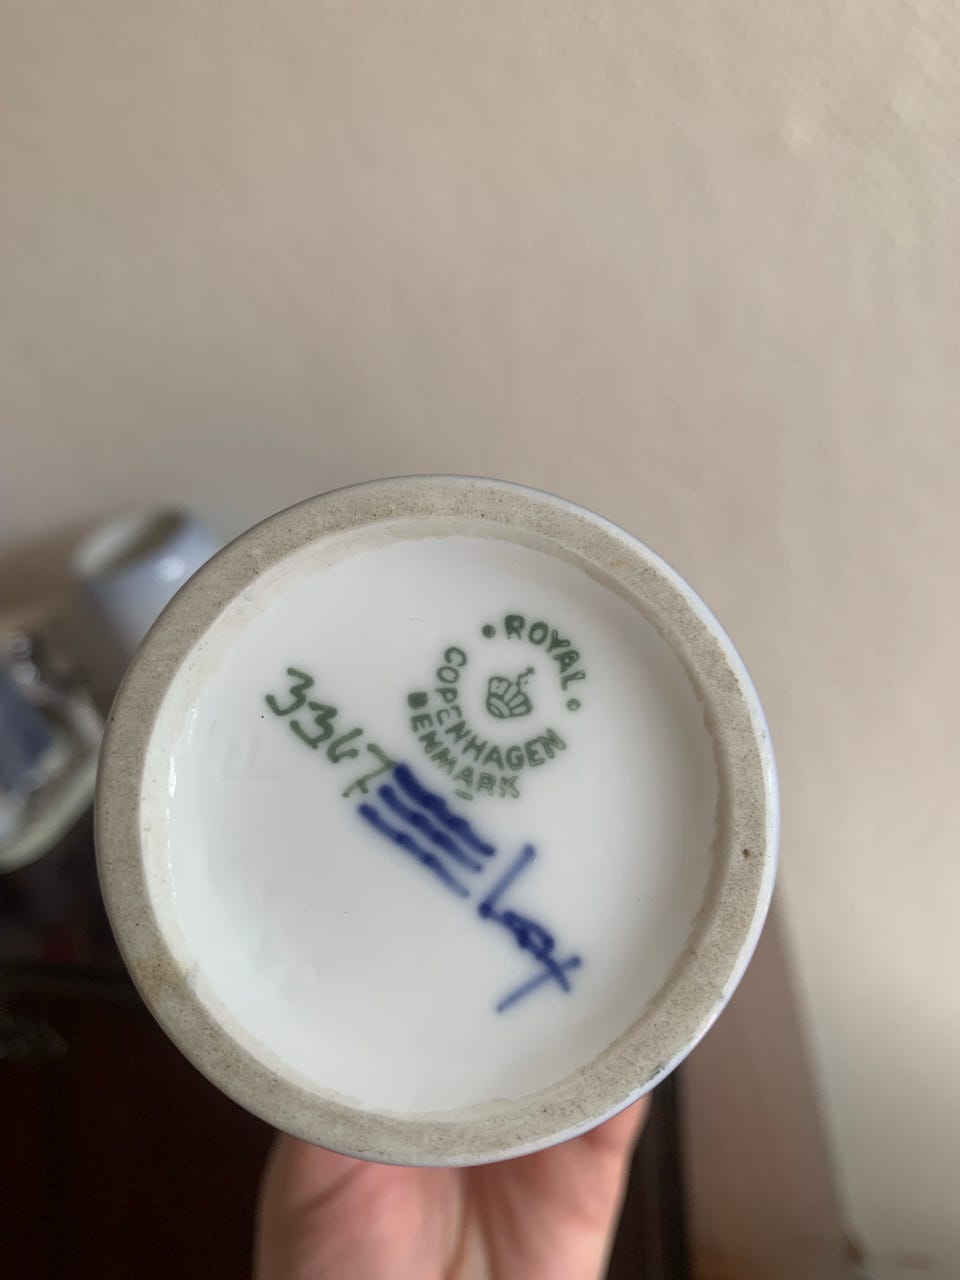 ROYAL
COPENHAGEN
DENMARK
3367